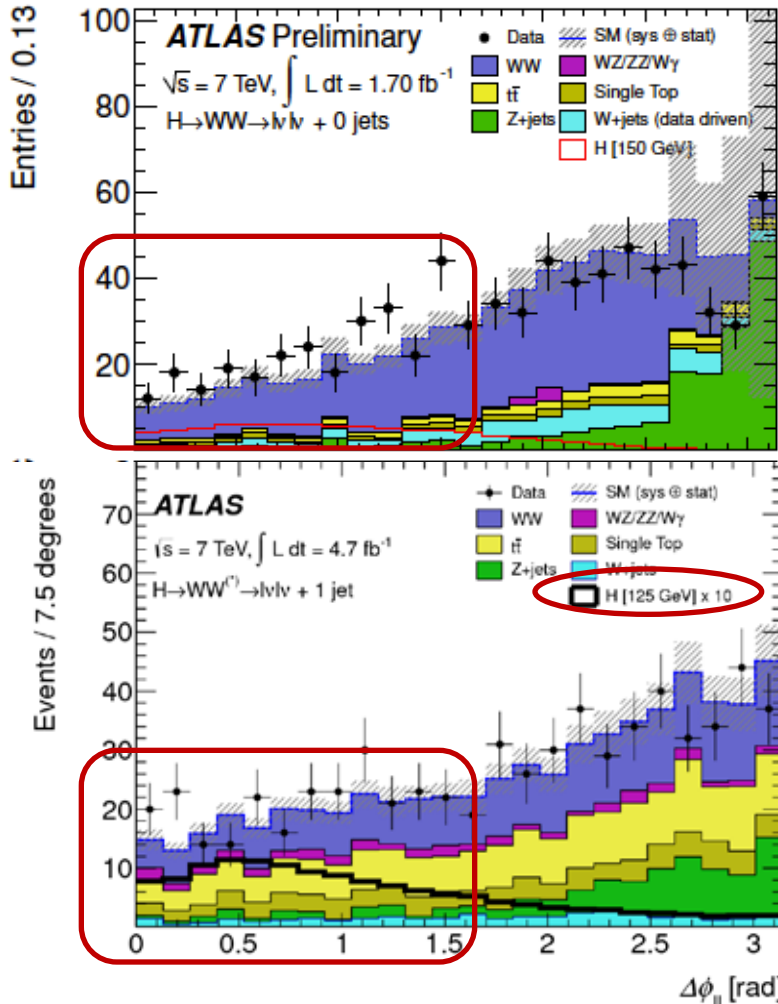 Entries / 0.13
100
80
60
40
20
ATLAS Preliminary
√s = 7 TeV, ∫ L dt = 1.70 fb⁻¹
H→WW→lνlν + 0 jets
Data
SM (sys ⊕ stat)
WW
WZ/ZZ/Wγ
tt̄
Single Top
Z+jets
W+jets (data driven)
H [150 GeV]
Events / 7.5 degrees
70
60
50
40
30
20
10
ATLAS
√s = 7 TeV, ∫ L dt = 4.7 fb⁻¹
H→WW⁽*⁾→lνlν + 1 jet
Data
SM (sys ⊕ stat)
WW
WZ/ZZ/Wγ
tt̄
Single Top
Z+jets
W+jets
H [125 GeV] x 10
0 0.5 1 1.5 2 2.5 3
Δϕ_ll [rad]